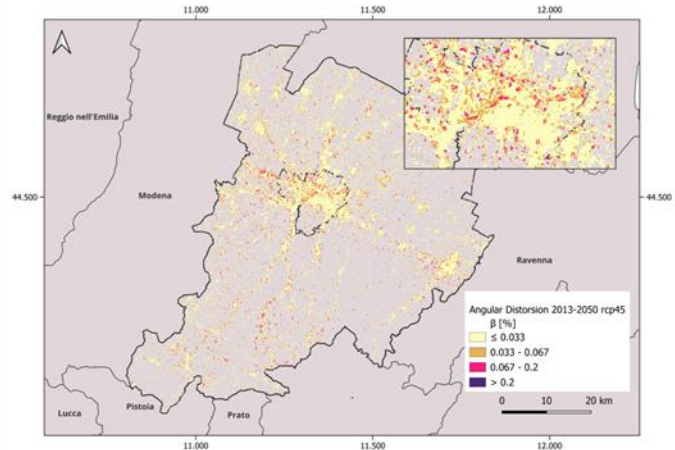 11.000 11.500 12.000
Reggio nell'Emilia
Modena
44.500 44.500
Ravenna
Angular Distorsion 2013-2050 rcp45
β [%]
≤ 0.033
0.033 - 0.067
0.067 - 0.2
> 0.2
0 10 20 km
Lucca Pistoia Prato
11.000 11.500 12.000